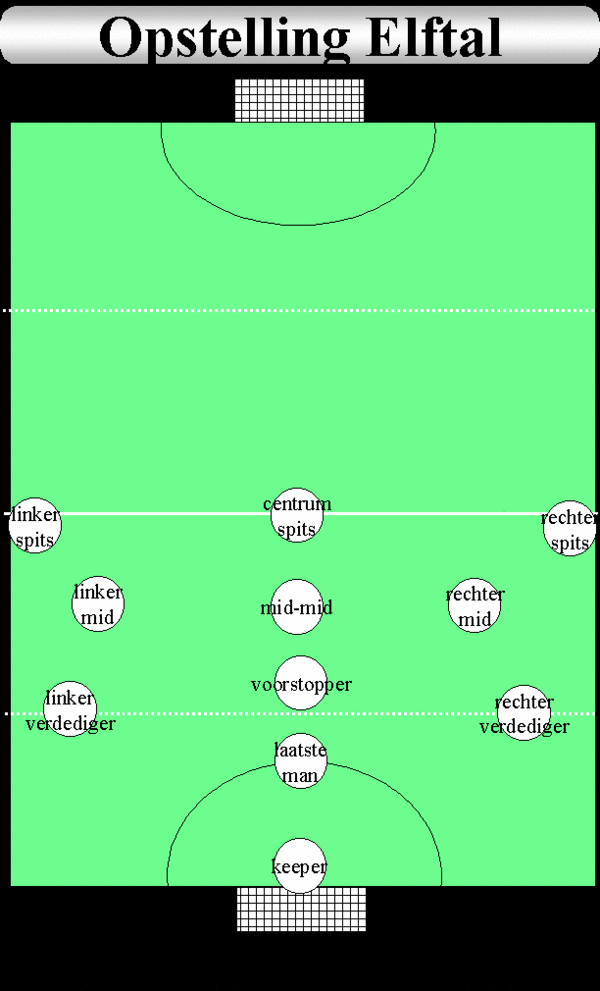 Opstelling Elftal
centrum
spits
linker
spits
rechter
spits
linker
mid
mid-mid
rechter
mid
voorstopper
linker
verdediger
rechter
verdediger
laatste
man
keeper